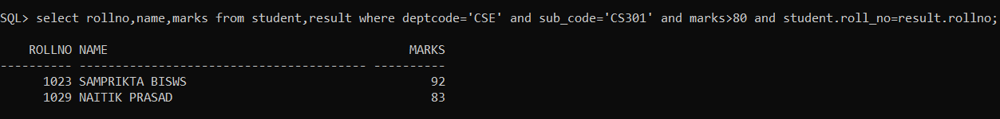 SQL> select rollno,name,marks from student,result where deptcode='CSE' and sub_code='CS301' and marks>80 and student.roll_no=result.rollno;
ROLLNO NAME MARKS
---------- ---------------------------------------- ----------
1023 SAMPRIKTA BISWS 92
1029 NAITIK PRASAD 83